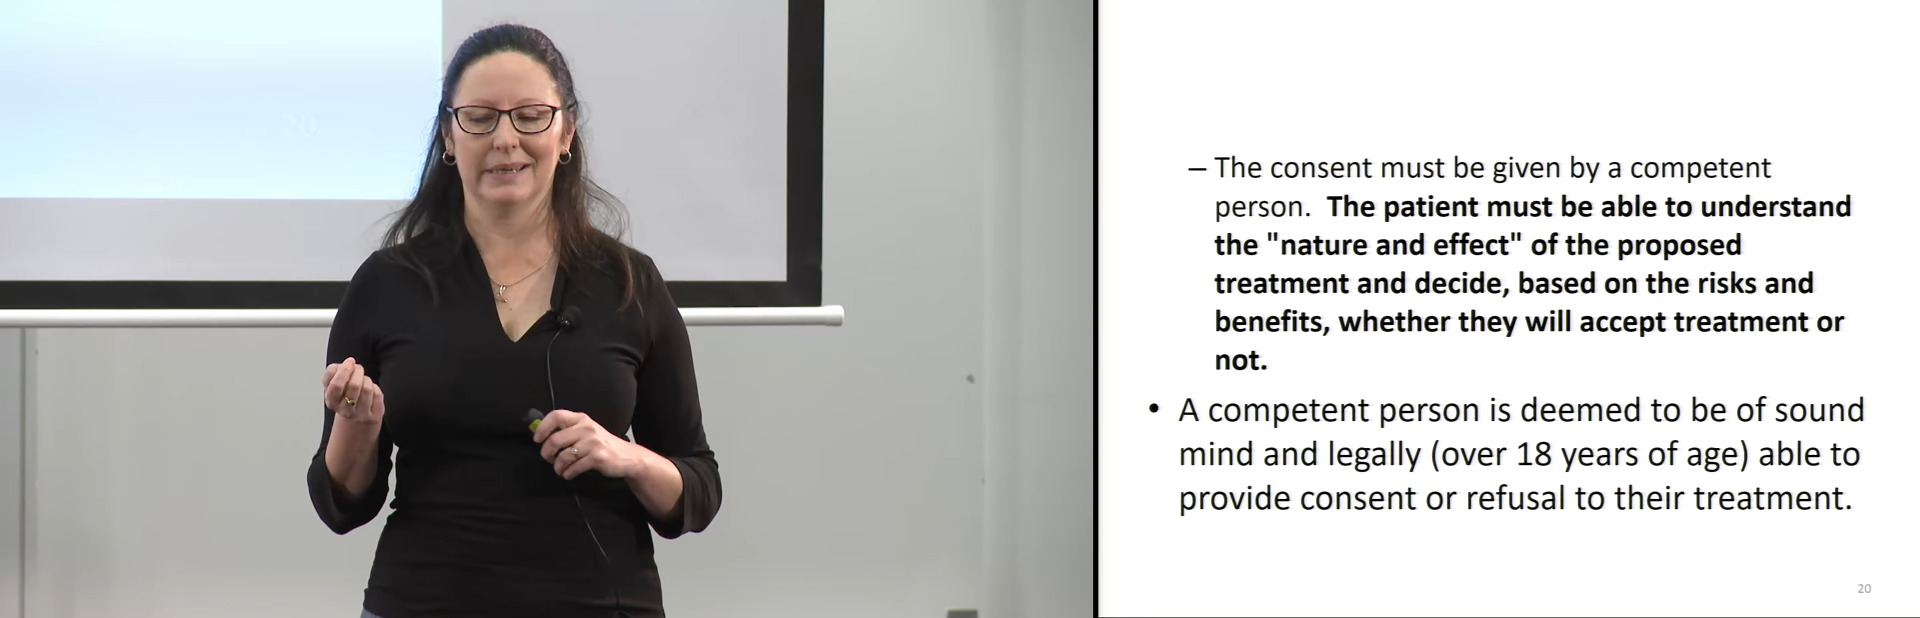 20
– The consent must be given by a competent
person.  The patient must be able to understand
the "nature and effect" of the proposed
treatment and decide, based on the risks and
benefits, whether they will accept treatment or
not.
• A competent person is deemed to be of sound
mind and legally (over 18 years of age) able to
provide consent or refusal to their treatment.
20